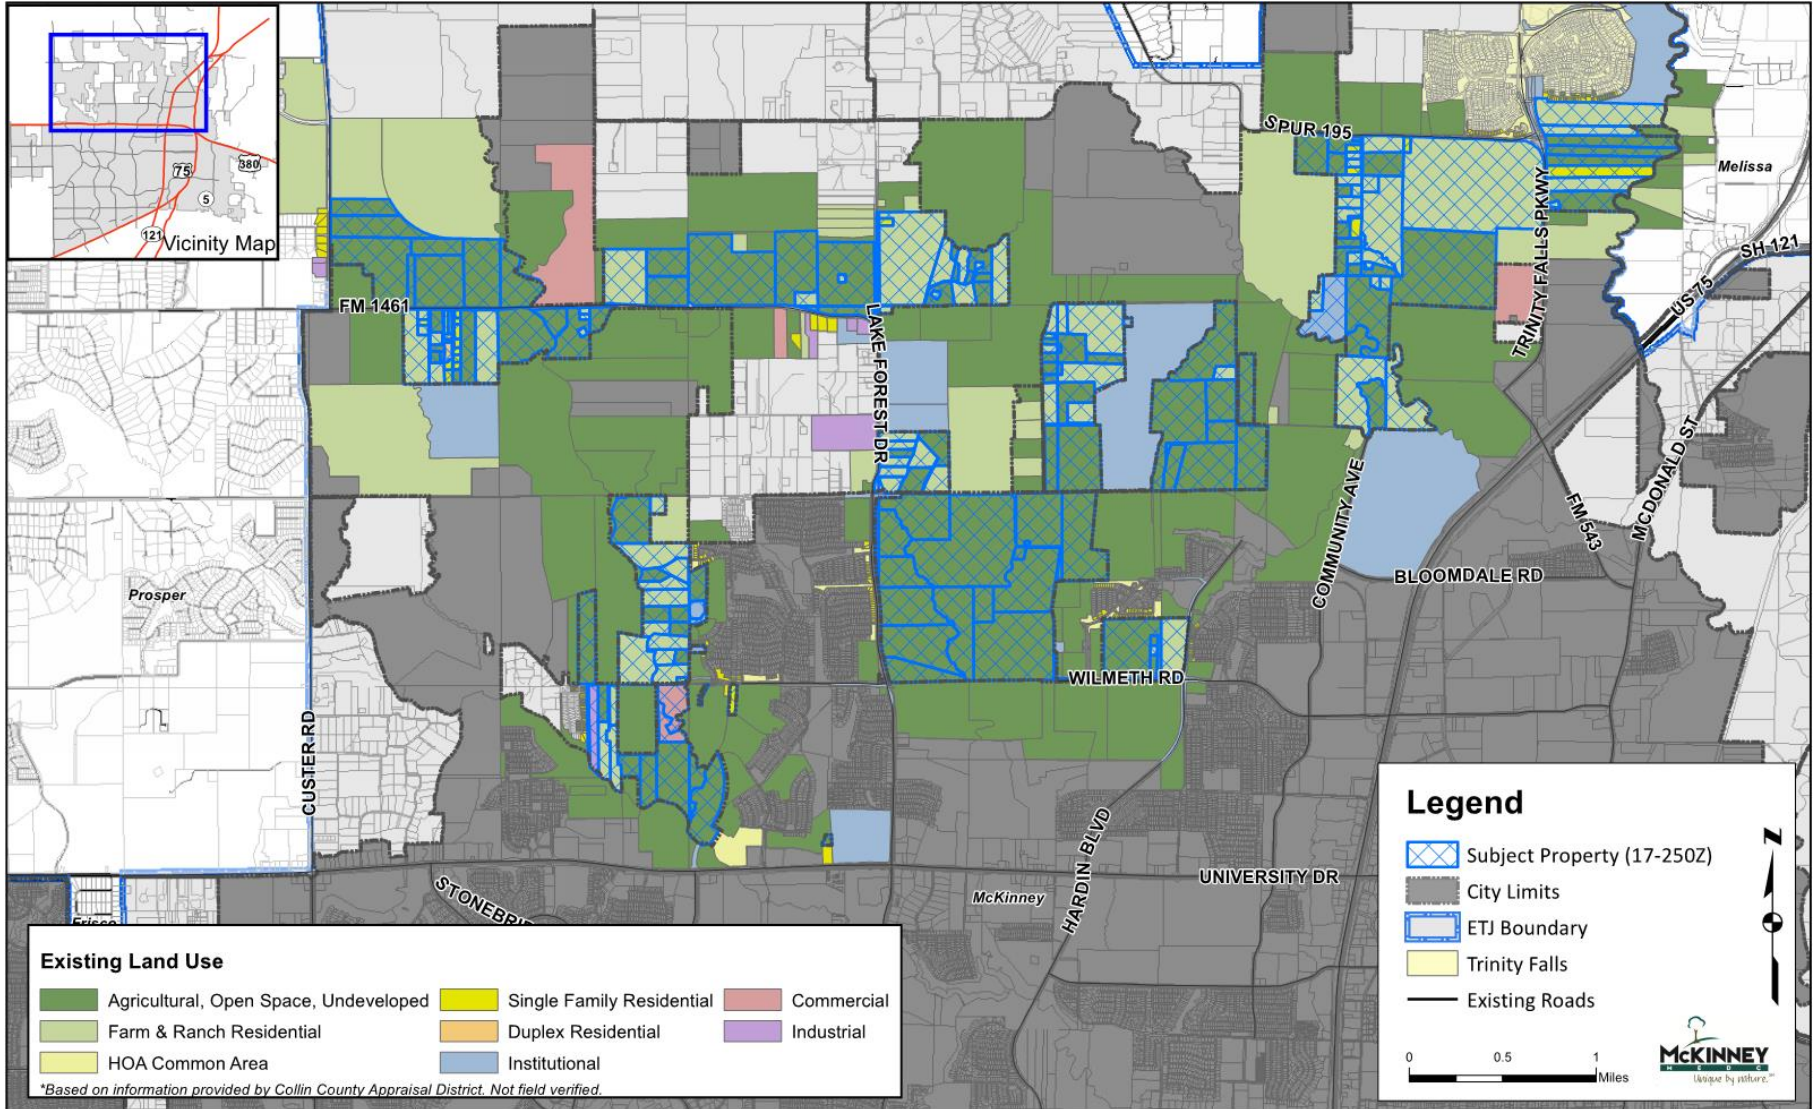 75
380
5
121
Vicinity Map
SPUR 195
Melissa
TRINITY FALLS PKWY
SH 121
US 75
FM 1461
LAKE FOREST DR
MCDONALD ST
COMMUNITY AVE
FM 543
BLOOMDALE RD
Prosper
WILMETH RD
CUSTER RD
HARDIN BLVD
UNIVERSITY DR
McKinney
STONEBRI
Frisco
Legend
Subject Property (17-250Z)
City Limits
ETJ Boundary
Trinity Falls
Existing Roads
0 0.5 1
Miles
N
McKINNEY
MEDC
Unique by nature.
Existing Land Use
Agricultural, Open Space, Undeveloped
Single Family Residential
Commercial
Farm & Ranch Residential
Duplex Residential
Industrial
HOA Common Area
Institutional
*Based on information provided by Collin County Appraisal District. Not field verified.